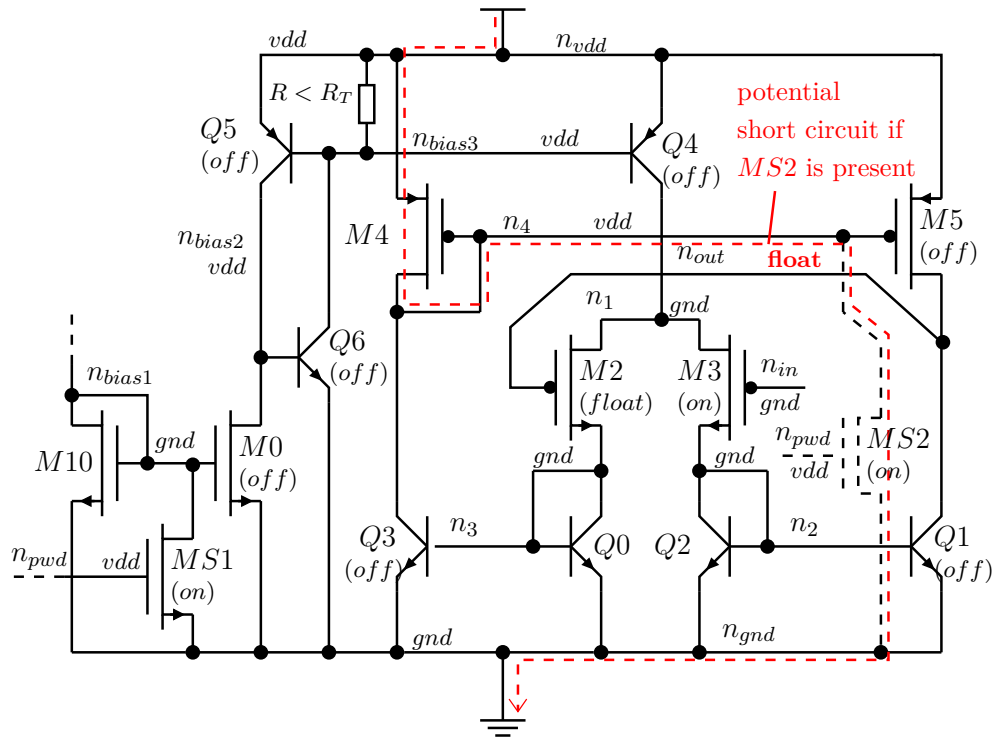 vdd
n_vdd
R < R_T
potential
short circuit if
MS2 is present
Q5
(off)
n_bias3
vdd
Q4
(off)
M4
n_4
vdd
M5
(off)
n_bias2
vdd
n_out
float
n_1
gnd
Q6
(off)
M2
(float)
M3
(on)
n_in
gnd
n_bias1
gnd
M10
M0
(off)
gnd
gnd
n_pwd
vdd
MS2
(on)
n_pwd
vdd
MS1
(on)
Q3
(off)
n_3
Q0
Q2
n_2
Q1
(off)
gnd
n_gnd